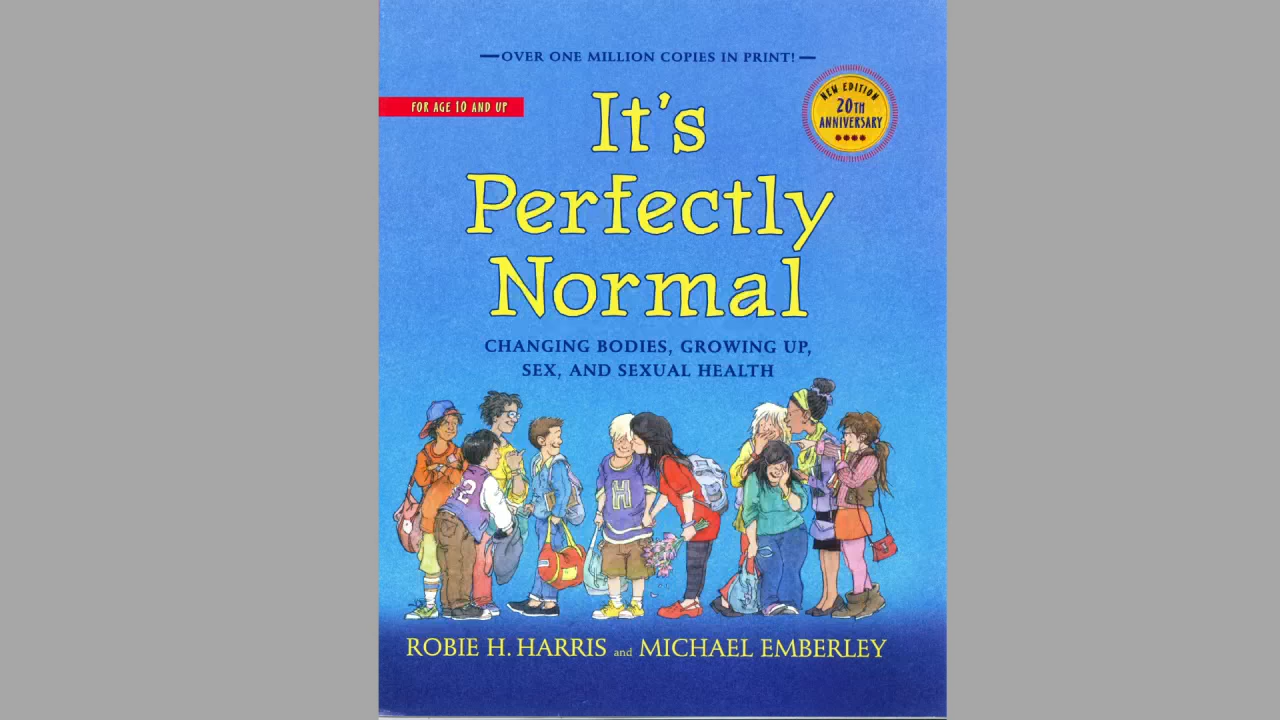 OVER ONE MILLION COPIES IN PRINT!
FOR AGE 10 AND UP
NEW EDITION
20TH
ANNIVERSARY
It's
Perfectly
Normal
CHANGING BODIES, GROWING UP,
SEX, AND SEXUAL HEALTH
2
H
ROBIE H. HARRIS and MICHAEL EMBERLEY